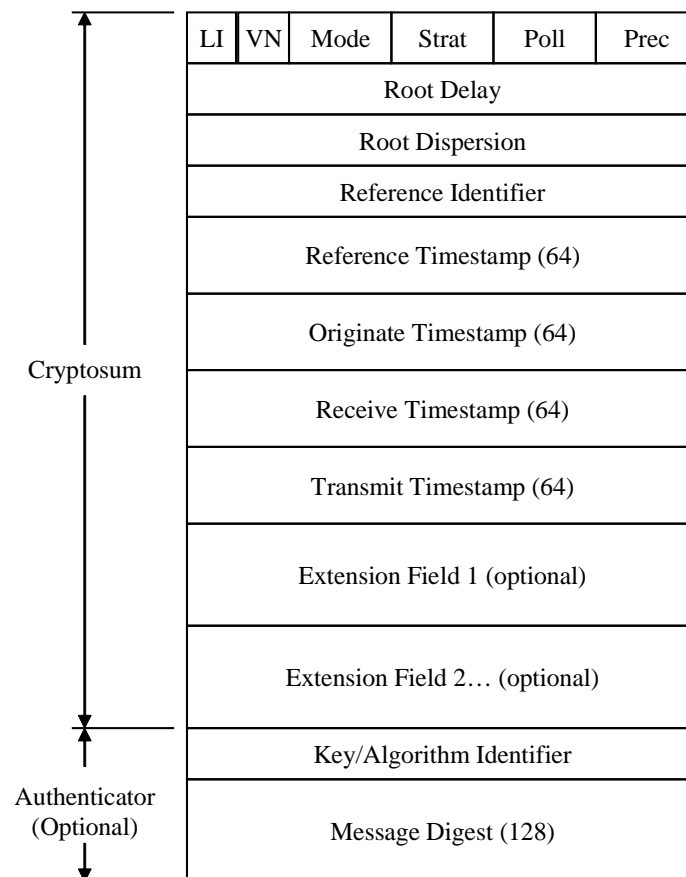 LI VN Mode Strat Poll Prec
Root Delay
Root Dispersion
Reference Identifier
Reference Timestamp (64)
Originate Timestamp (64)
Cryptosum
Receive Timestamp (64)
Transmit Timestamp (64)
Extension Field 1 (optional)
Extension Field 2… (optional)
Key/Algorithm Identifier
Authenticator
(Optional)
Message Digest (128)